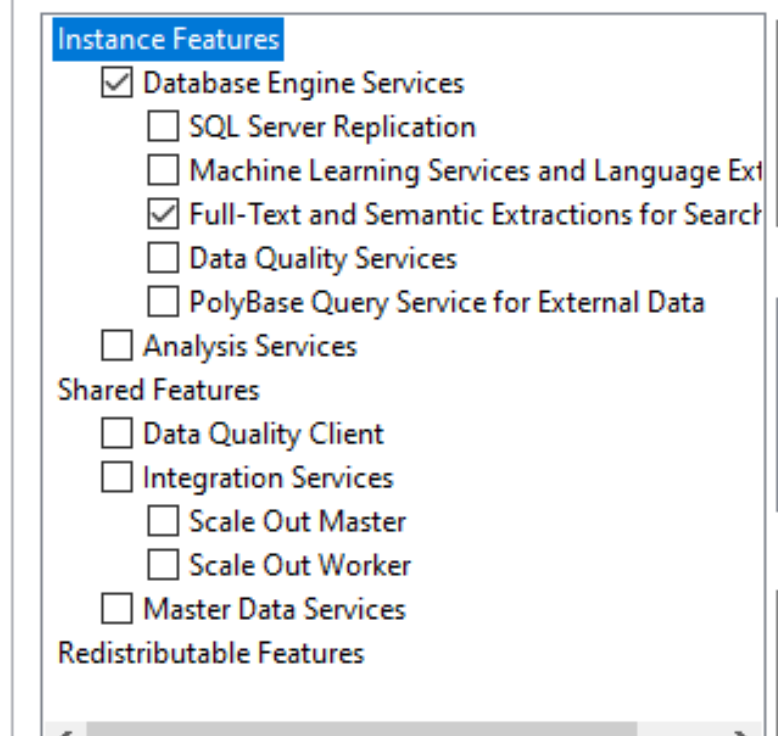 Instance Features
Database Engine Services
SQL Server Replication
Machine Learning Services and Language Ext
Full-Text and Semantic Extractions for Search
Data Quality Services
PolyBase Query Service for External Data
Analysis Services
Shared Features
Data Quality Client
Integration Services
Scale Out Master
Scale Out Worker
Master Data Services
Redistributable Features